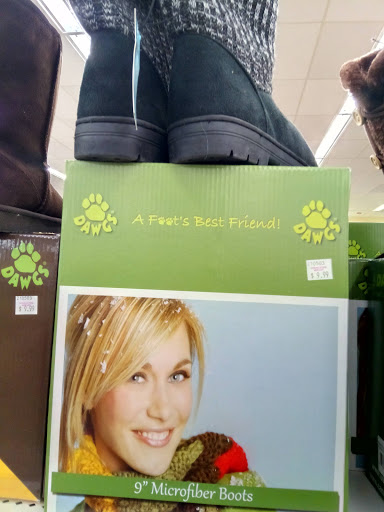 DAWGS
A Foot's Best Friend!
DAWGS
$ 9.99
DAWGS
$ 9.99
9" Microfiber Boots